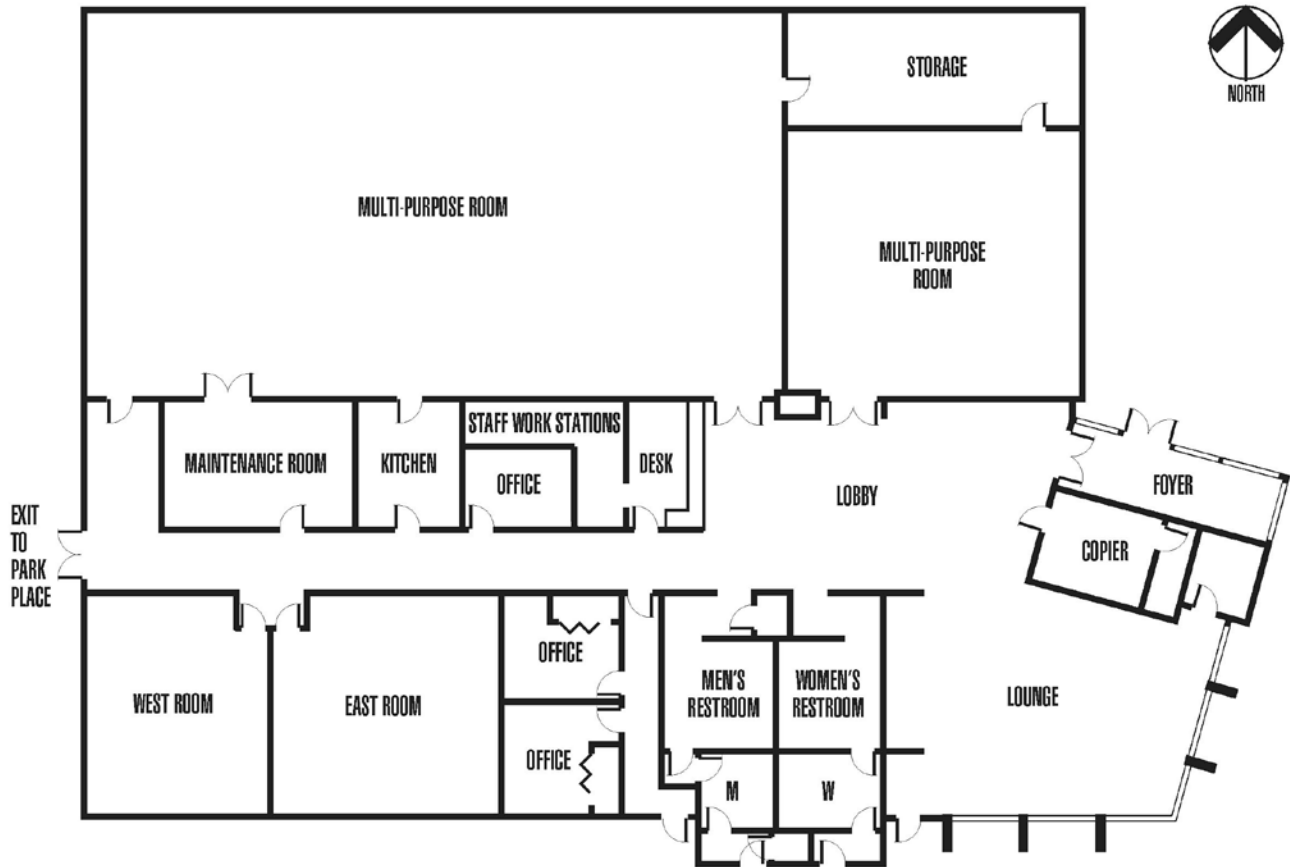 STORAGE
NORTH
MULTI-PURPOSE ROOM
MULTI-PURPOSE
ROOM
STAFF WORK STATIONS
MAINTENANCE ROOM
KITCHEN
OFFICE
DESK
LOBBY
FOYER
COPIER
EXIT
TO
PARK
PLACE
WEST ROOM
EAST ROOM
OFFICE
OFFICE
MEN'S
RESTROOM
WOMEN'S
RESTROOM
LOUNGE
M
W